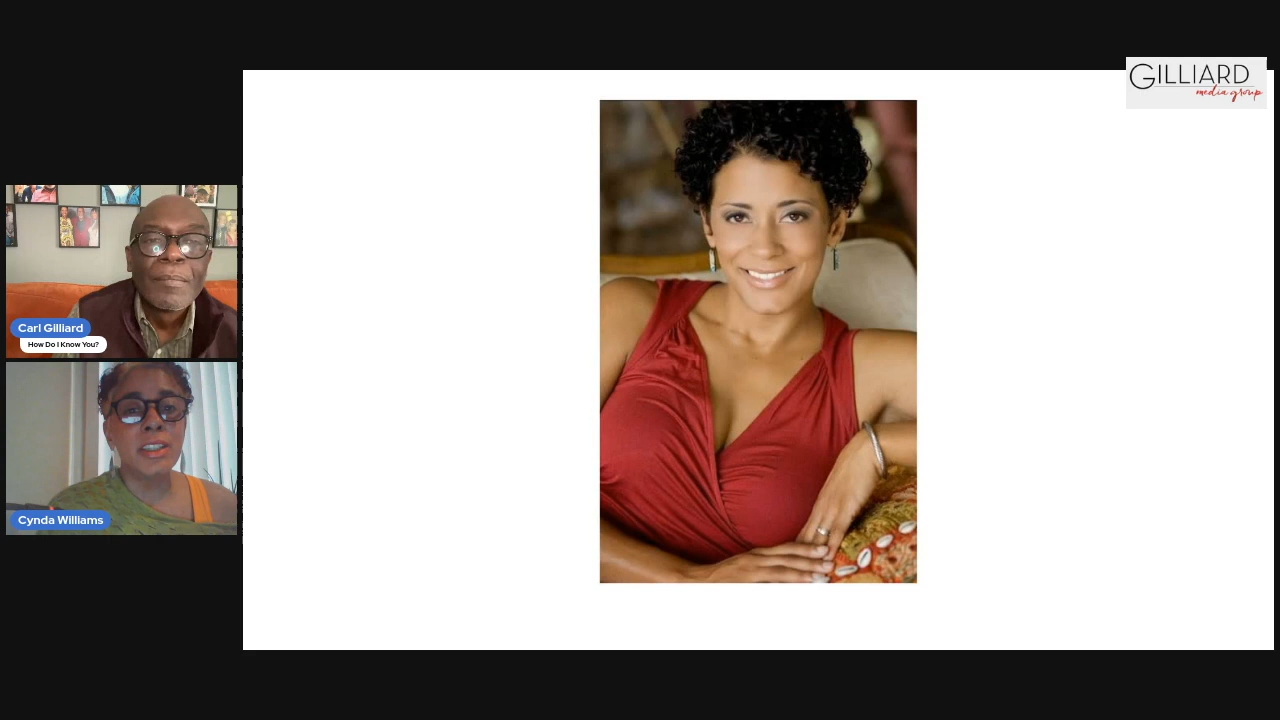 GILLIARD
media group
Carl Gilliard
How Do I Know You?
Cynda Williams